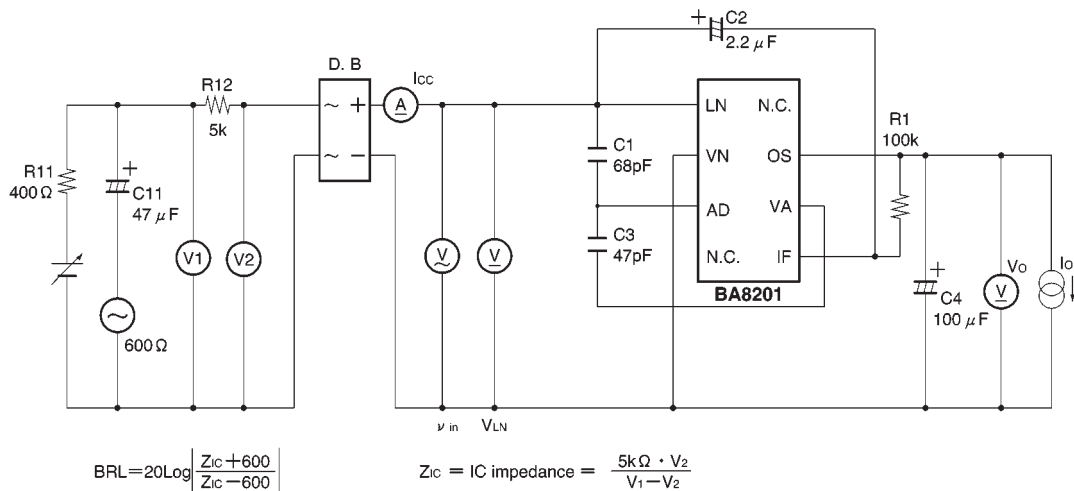 C2
+
2.2 μF
D. B
ICC
R12
5k
~ +
A
~ −
LN N.C.
VN OS
AD VA
N.C. IF
BA8201
R1
100k
C1
68pF
C3
47pF
R11
400Ω
+
C11
47 μF
V1
V2
V
V
~
600Ω
+
C4
100 μF
VO
V
IO
ν in
VLN
BRL=20Log|ZIC+600 / ZIC−600|
ZIC = IC impedance = 5kΩ・V2 / V1−V2